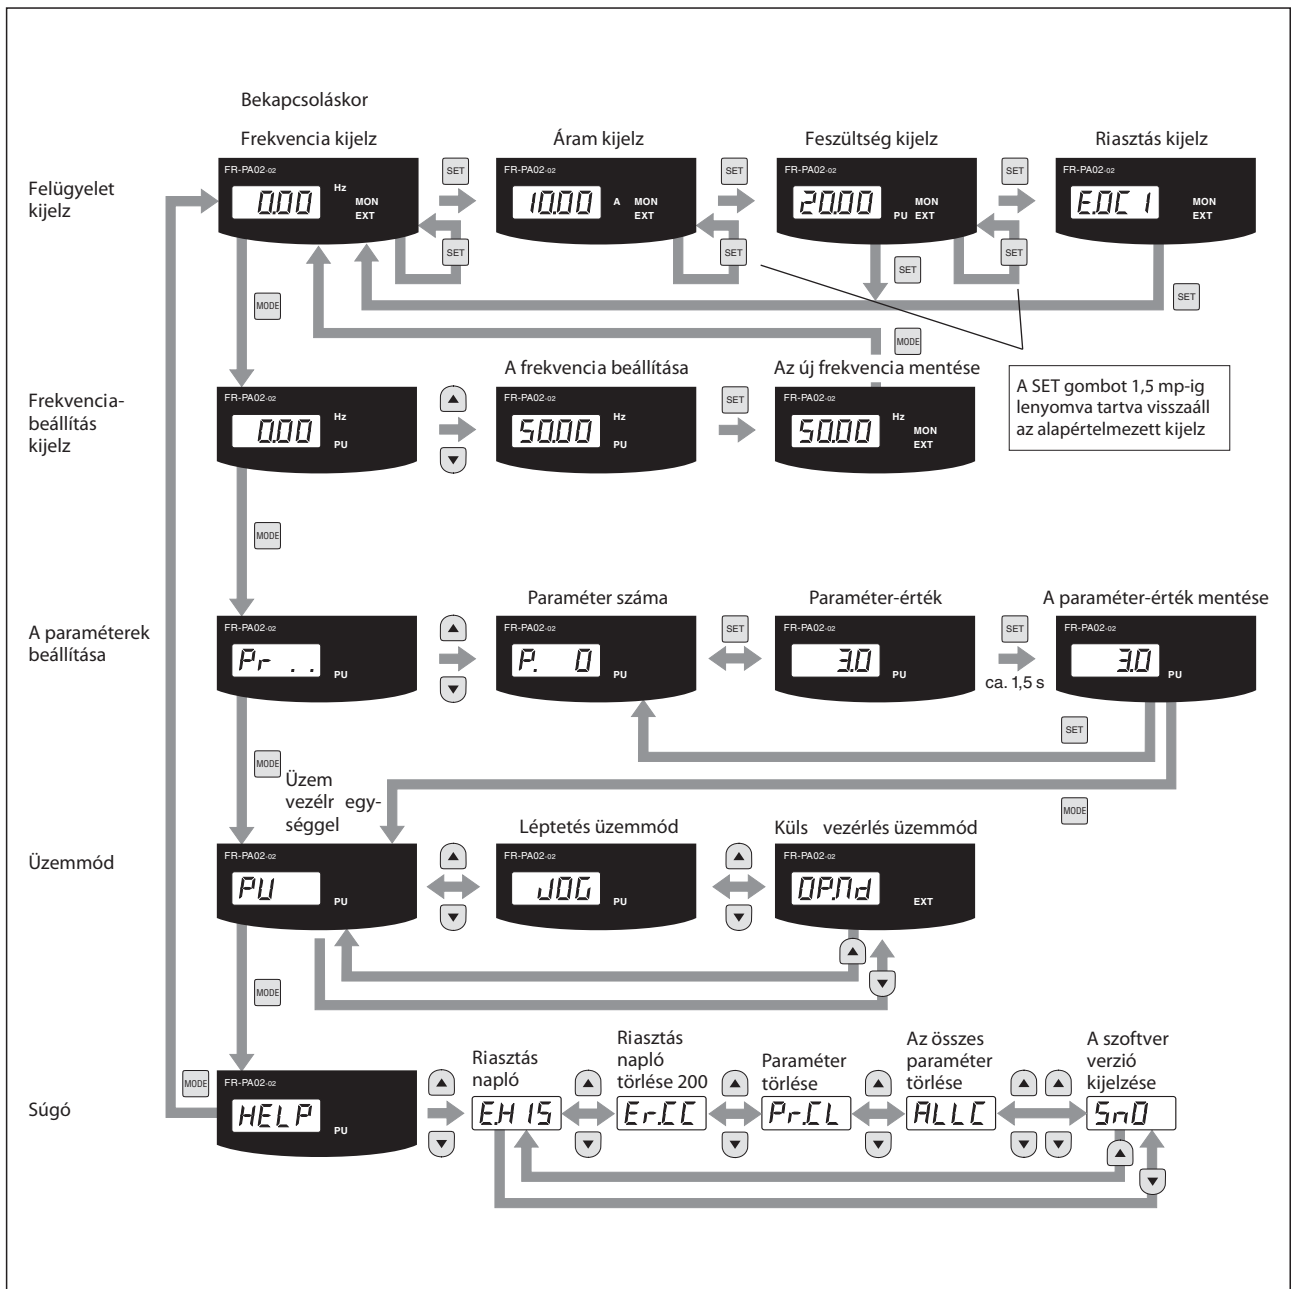 Bekapcsoláskor
Frekvencia kijelz
Áram kijelz
Feszültség kijelz
Riasztás kijelz
Felügyelet
kijelz
FR-PA02-02
0.00
Hz
MON
EXT
SET
SET
FR-PA02-02
10.00
A MON
EXT
SET
SET
FR-PA02-02
20.00
MON
PU EXT
SET
SET
SET
FR-PA02-02
E.OC 1
MON
EXT
SET
MODE
MODE
A SET gombot 1,5 mp-ig
lenyomva tartva visszaáll
az alapértelmezett kijelz
Frekvencia-
beállítás
kijelz
A frekvencia beállítása
Az új frekvencia mentése
FR-PA02-02
0.00
Hz
PU
FR-PA02-02
50.00
Hz
PU
SET
FR-PA02-02
50.00
Hz
MON
EXT
MODE
A paraméterek
beállítása
Paraméter száma
Paraméter-érték
A paraméter-érték mentése
FR-PA02-02
Pr . .
PU
FR-PA02-02
P. 0
PU
SET
FR-PA02-02
3.0
PU
SET
ca. 1,5 s
FR-PA02-02
3.0
PU
SET
MODE
MODE
Üzem
vezélr egy-
séggel
Léptetés üzemmód
Küls vezérlés üzemmód
Üzemmód
FR-PA02-02
PU
PU
FR-PA02-02
JOG
PU
FR-PA02-02
OP.Nd
EXT
MODE
Súgó
MODE
FR-PA02-02
HELP
PU
Riasztás
napló
E.HIS
Riasztás
napló
törlése 200
Er.CC
Paraméter
törlése
Pr.CL
Az összes
paraméter
törlése
ALLC
A szoftver
verzió
kijelzése
Sn0